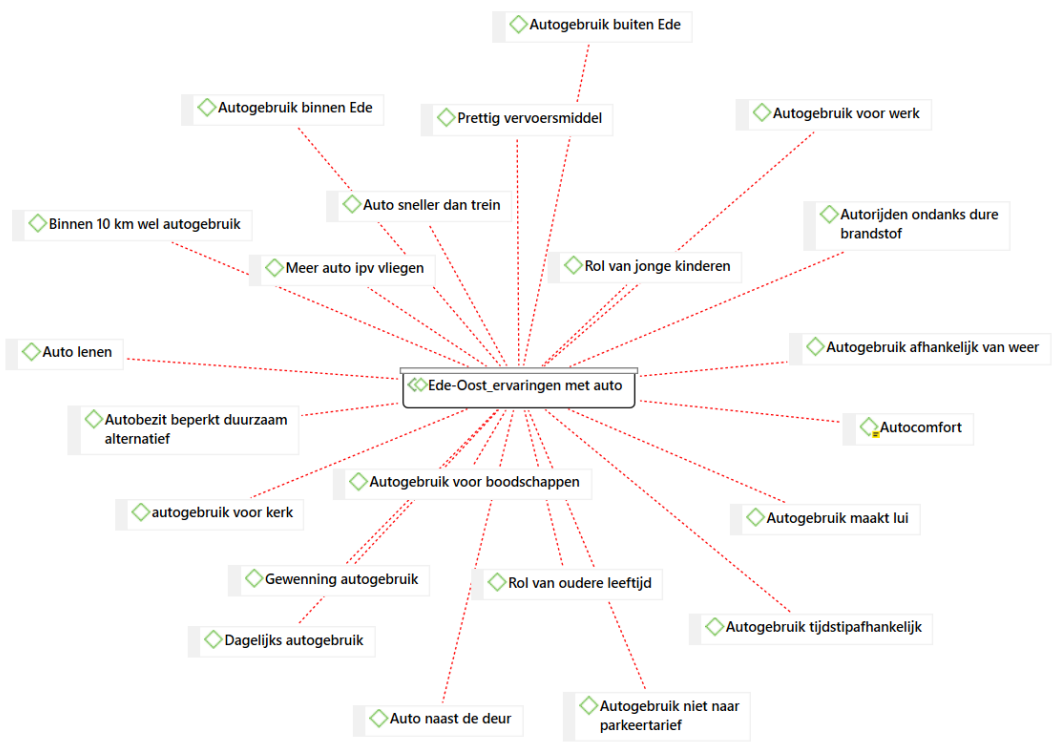 Autogebruik buiten Ede
Autogebruik binnen Ede
Prettig vervoersmiddel
Autogebruik voor werk
Auto sneller dan trein
Binnen 10 km wel autogebruik
Autorijden ondanks dure
brandstof
Meer auto ipv vliegen
Rol van jonge kinderen
Auto lenen
Autogebruik afhankelijk van weer
Ede-Oost_ervaringen met auto
Autobezit beperkt duurzaam
alternatief
Autocomfort
Autogebruik voor boodschappen
autogebruik voor kerk
Autogebruik maakt lui
Gewenning autogebruik
Rol van oudere leeftijd
Dagelijks autogebruik
Autogebruik tijdstipafhankelijk
Auto naast de deur
Autogebruik niet naar
parkeertarief